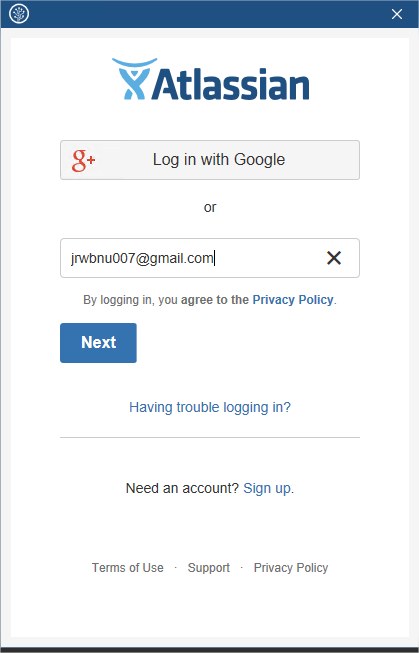 Atlassian
g+ Log in with Google
or
jrwbnu007@gmail.com
By logging in, you agree to the Privacy Policy.
Next
Having trouble logging in?
Need an account? Sign up.
Terms of Use · Support · Privacy Policy